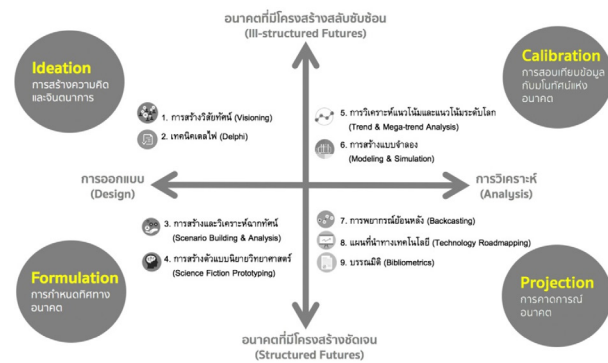 อนาคตที่มีโครงสร้างสลับซับซ้อน
(Ill-structured Futures)
Ideation
การสร้างความคิด
และจินตนาการ
Calibration
การสอบเทียบข้อมูล
กับมโนทัศน์แห่ง
อนาคต
1. การสร้างวิสัยทัศน์ (Visioning)
2. เทคนิคเดลไฟ (Delphi)
5. การวิเคราะห์แนวโน้มและแนวโน้มระดับโลก
(Trend & Mega-trend Analysis)
6. การสร้างแบบจำลอง
(Modeling & Simulation)
การออกแบบ
(Design)
การวิเคราะห์
(Analysis)
3. การสร้างและวิเคราะห์ฉากทัศน์
(Scenario Building & Analysis)
4. การสร้างตัวแบบนิยายวิทยาศาสตร์
(Science Fiction Prototyping)
7. การพยากรณ์ย้อนหลัง (Backcasting)
8. แผนที่นำทางเทคโนโลยี (Technology Roadmapping)
9. บรรณมิติ (Bibliometrics)
Formulation
การกำหนดทิศทาง
อนาคต
Projection
การคาดการณ์
อนาคต
อนาคตที่มีโครงสร้างชัดเจน
(Structured Futures)